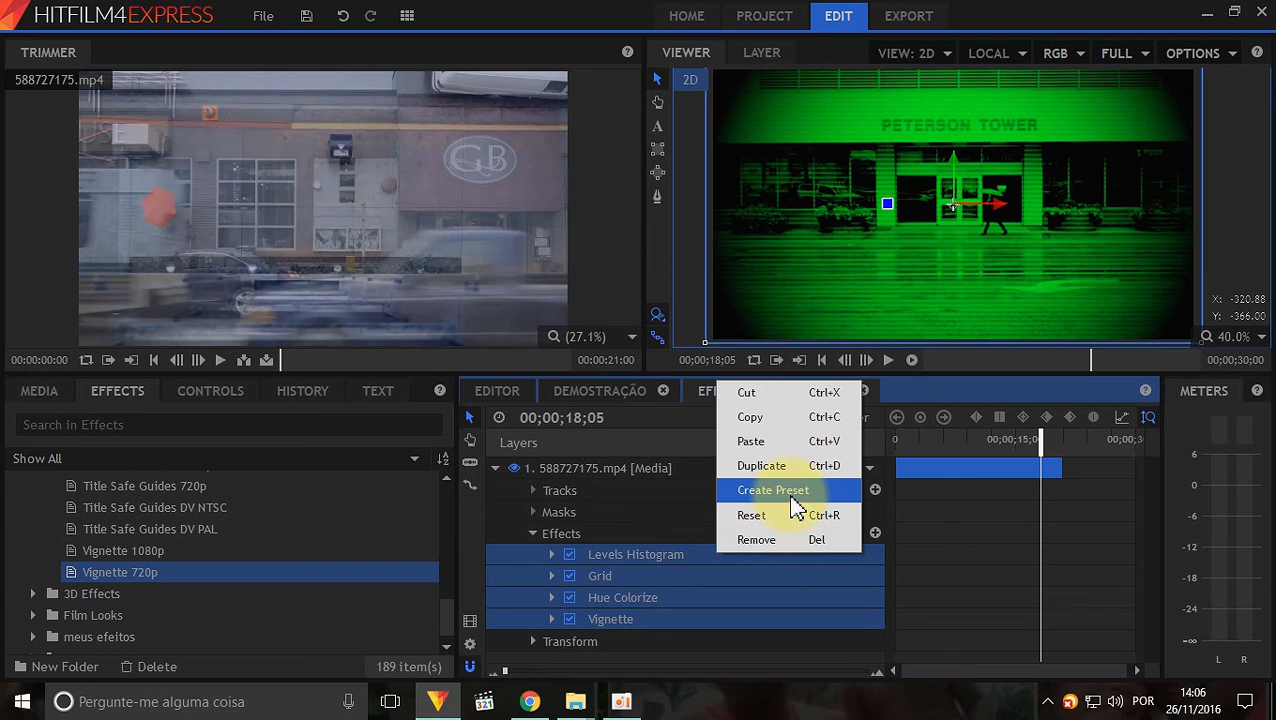 HITFILM4EXPRESS
File
HOME
PROJECT
EDIT
EXPORT
TRIMMER
?
588727175.mp4
GB
(27.1%)
00;00;00;00
00;00;21;00
VIEWER
LAYER
VIEW: 2D
LOCAL
RGB
FULL
OPTIONS
?
2D
PETERSON TOWER
X: -320.88
Y: -366.00
40.0%
00;00;18;05
00;00;30;00
MEDIA
EFFECTS
CONTROLS
HISTORY
TEXT
?
Search in Effects
Show All
Title Safe Guides 720p
Title Safe Guides DV NTSC
Title Safe Guides DV PAL
Vignette 1080p
Vignette 720p
3D Effects
Film Looks
meus efeitos
New Folder
Delete
189 item(s)
EDITOR
DEMOSTRAÇÃO
?
00;00;18;05
Layers
0
00;00;15;00
1. 588727175.mp4 [Media]
Tracks
Masks
Effects
Levels Histogram
Grid
Hue Colorize
Vignette
Transform
Cut Ctrl+X
Copy Ctrl+C
Paste Ctrl+V
Duplicate Ctrl+D
Create Preset
Reset Ctrl+R
Remove Del
METERS
?
6
0
-6
-12
-18
-24
-30
-∞
L R
Pergunte-me alguma coisa
321
POR
14:06
26/11/2016